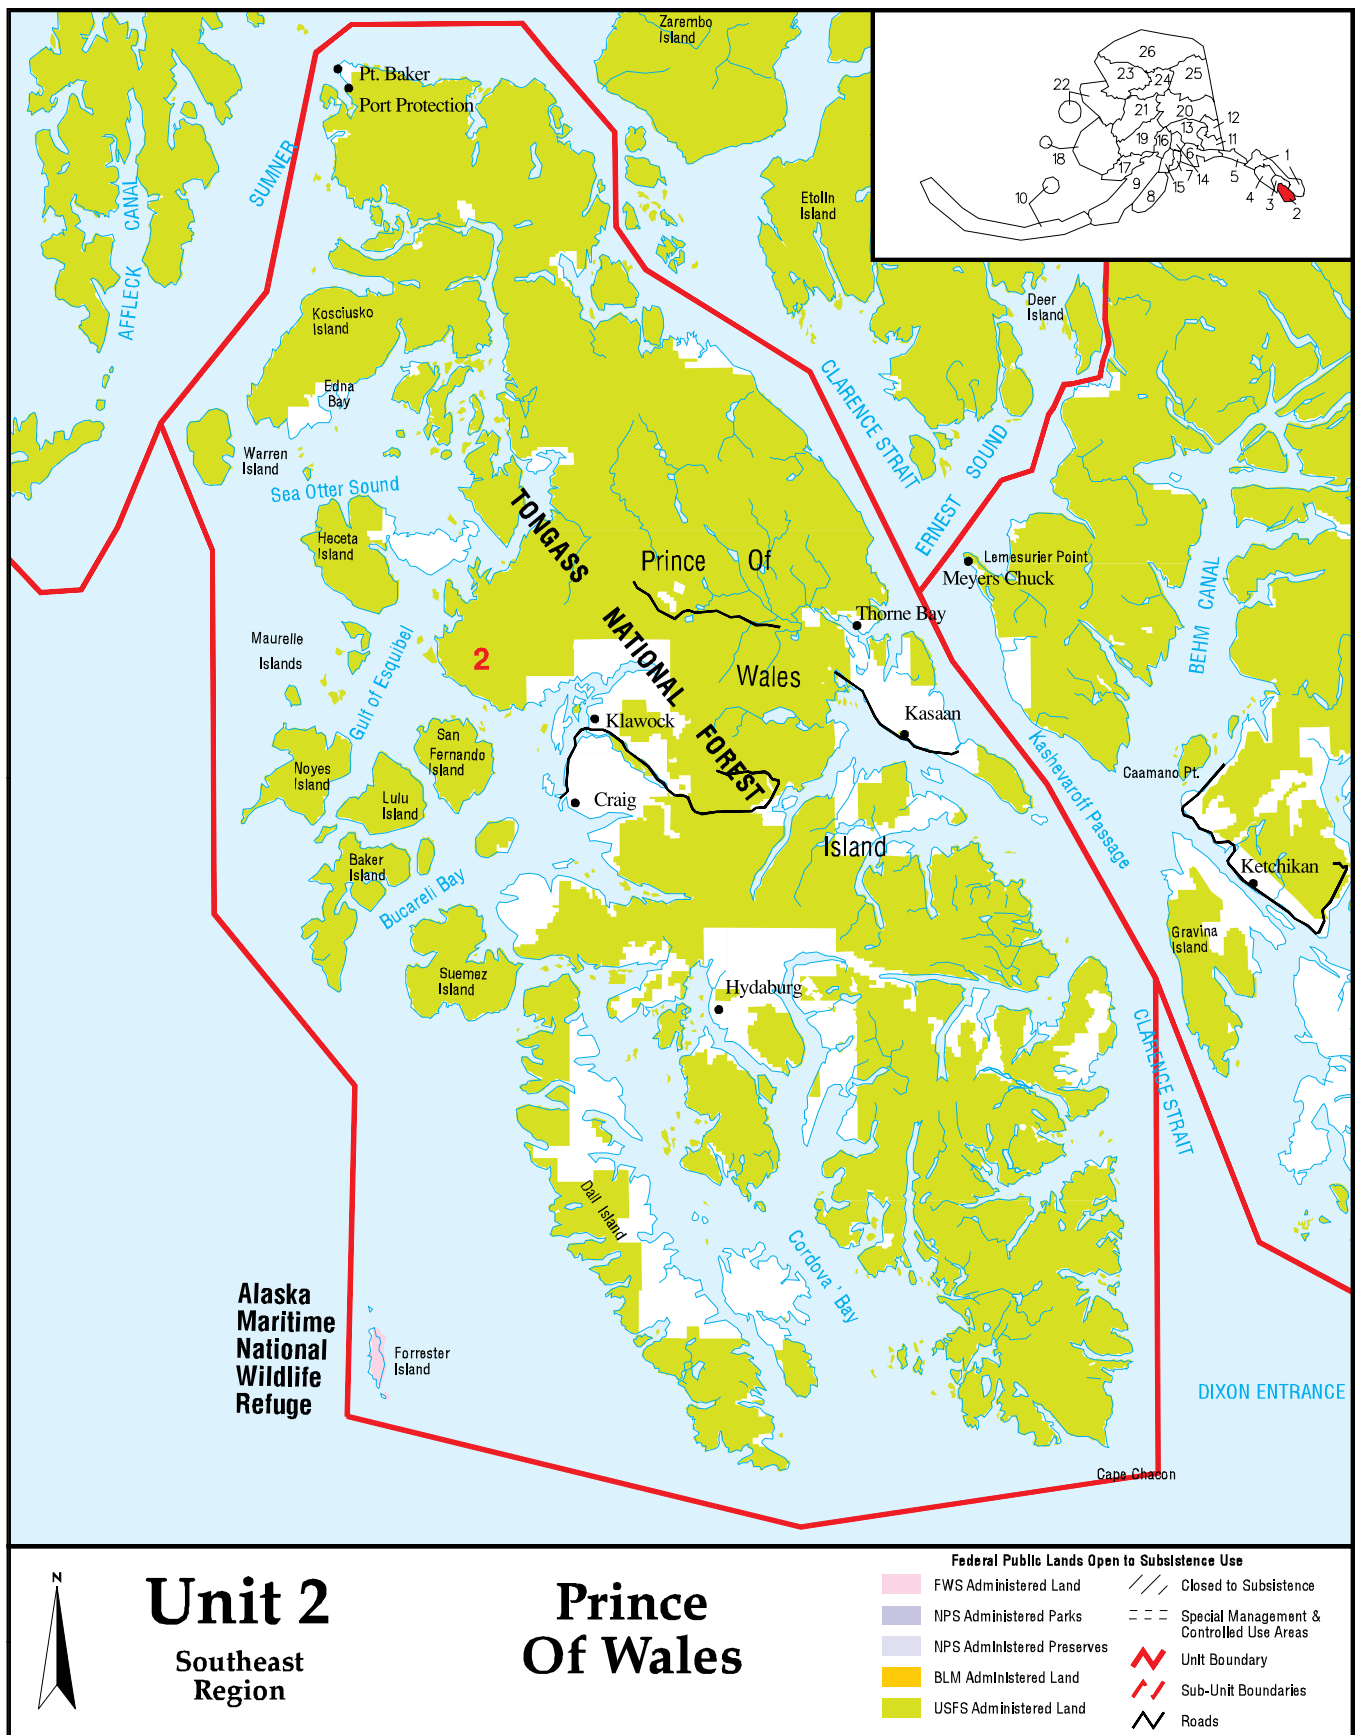 Zarembo
Island
Pt. Baker
Port Protection
SUMNER
AFFLECK CANAL
Etolin
Island
26
23
24
25
22
21
20
12
13
11
19
16
18
6
1
17
7
14
5
9
15
10
8
4
3
2
Deer
Island
Kosciusko
Island
Edna
Bay
Warren
Island
Sea Otter Sound
CLARENCE STRAIT
ERNEST SOUND
Heceta
Island
TONGASS
NATIONAL
FOREST
Prince Of
Wales
Island
Lemesurier Point
Meyers Chuck
BEHM CANAL
Thorne Bay
Maurelle
Islands
Gulf of Esquibel
2
Klawock
Kasaan
San
Fernando
Island
Noyes
Island
Lulu
Island
Craig
Kashevaroff Passage
Caamano Pt.
Baker
Island
Bucareli Bay
Ketchikan
Gravina
Island
Suemez
Island
Hydaburg
CLARENCE STRAIT
Dall Island
Cordova ' Bay
Alaska
Maritime
National
Wildlife
Refuge
Forrester
Island
DIXON ENTRANCE
Cape Chacon
N
Unit 2
Southeast
Region
Prince
Of Wales
Federal Public Lands Open to Subsistence Use
FWS Administered Land
NPS Administered Parks
NPS Administered Preserves
BLM Administered Land
USFS Administered Land
Closed to Subsistence
Special Management &
Controlled Use Areas
Unit Boundary
Sub-Unit Boundaries
Roads